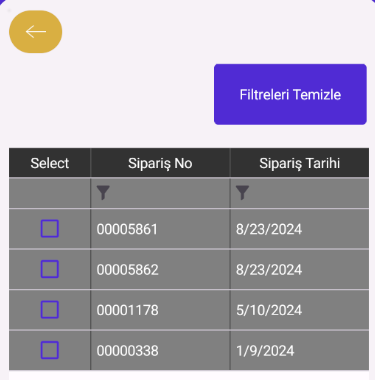 Filtreleri Temizle
Select Sipariş No Sipariş Tarihi
00005861 8/23/2024
00005862 8/23/2024
00001178 5/10/2024
00000338 1/9/2024